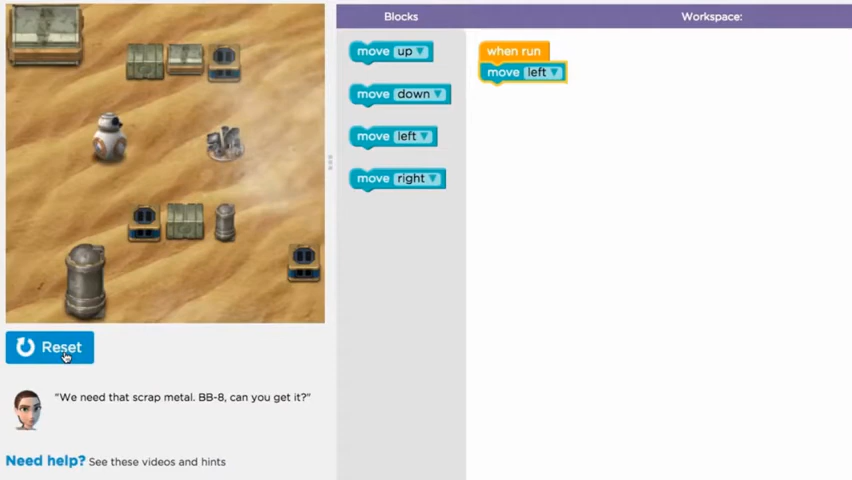 Blocks
Workspace:
move up
move down
move left
move right
when run
move left
Reset
"We need that scrap metal. BB-8, can you get it?"
Need help? See these videos and hints